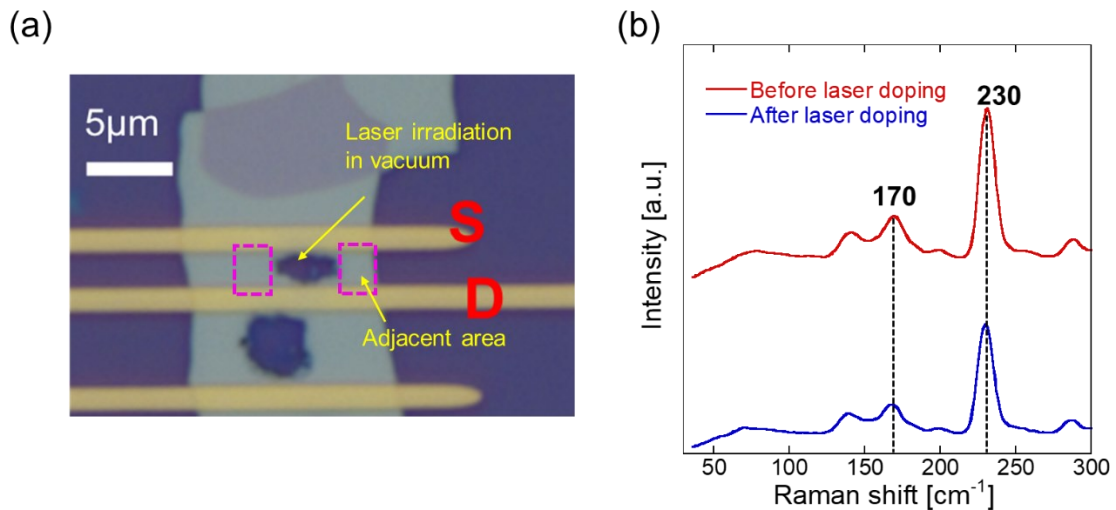 (a)
5μm
Laser irradiation
in vacuum
S
D
Adjacent area
(b)
Before laser doping
After laser doping
230
170
Intensity [a.u.]
50 100 150 200 250 300
Raman shift [cm⁻¹]